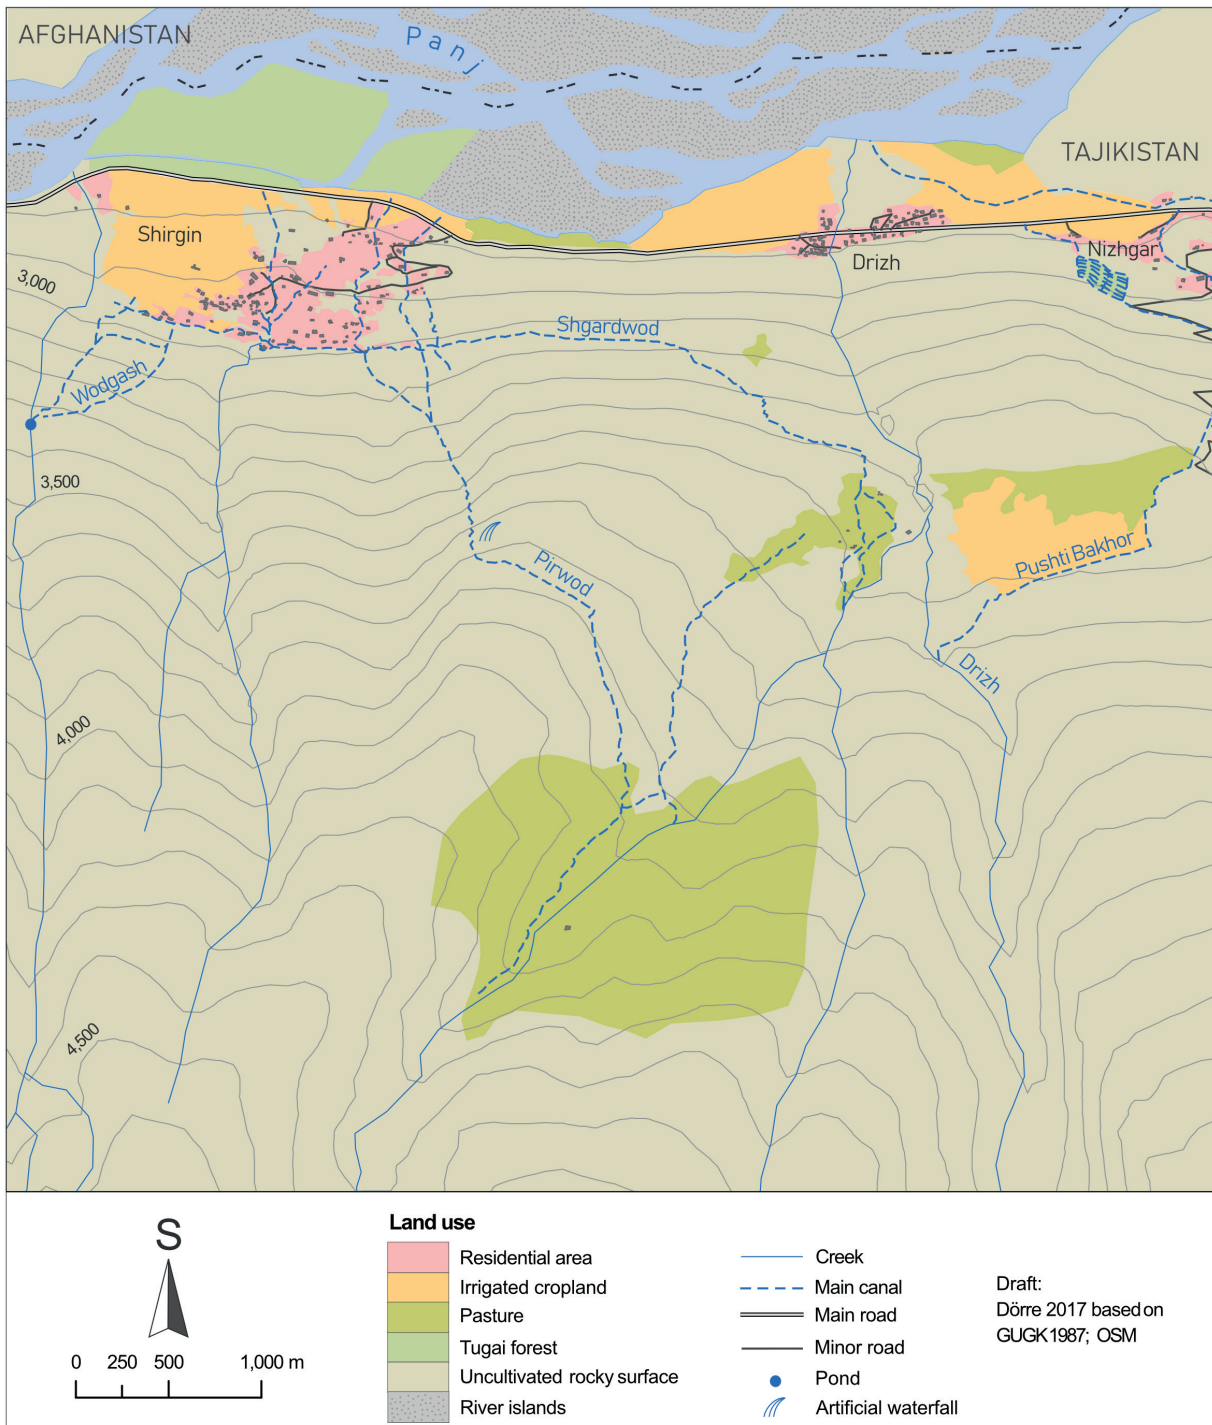 AFGHANISTAN
Panj
TAJIKISTAN
Shirgin
Drizh
Nizhgar
3,000
Shgardwod
Wodgash
3,500
Pirwod
Pushti Bakhor
Drizh
4,000
4,500
S
0 250 500 1,000 m
Land use
Residential area
Irrigated cropland
Pasture
Tugai forest
Uncultivated rocky surface
River islands
Creek
Main canal
Main road
Minor road
Pond
Artificial waterfall
Draft:
Dörre 2017 based on
GUGK 1987; OSM